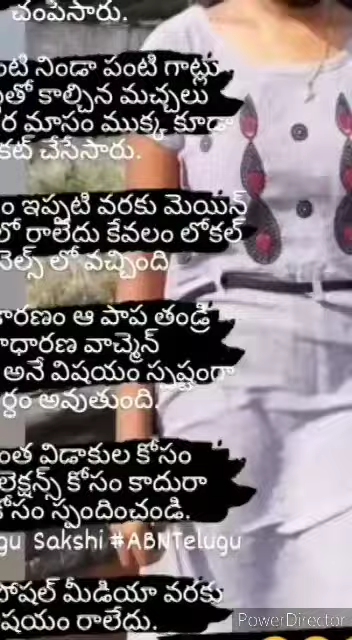 చంపేసారు.
ంటి నిండా పంటి గాట్లు
తో కాల్చిన మచ్చలు
ర మాసం ముక్క కూడా
కట్ చేసేసారు.
ం ఇప్పటి వరకు మెయిన్
లో రాలేదు కేవలం లోకల్
నెల్స్ లో వచ్చింది
కారణం ఆ పాప తండ్రి
ాధారణ వాచ్మెన్
అనే విషయం స్పష్టంగా
ర్ధం అవుతుంది.
ంత విడాకుల కోసం
లెక్షన్స్ కోసం కాదురా
కోసం స్పందించండి.
gu Sakshi #ABNTelugu
ోషల్ మీడియా వరకు
షయం రాలేదు.
PowerDirector